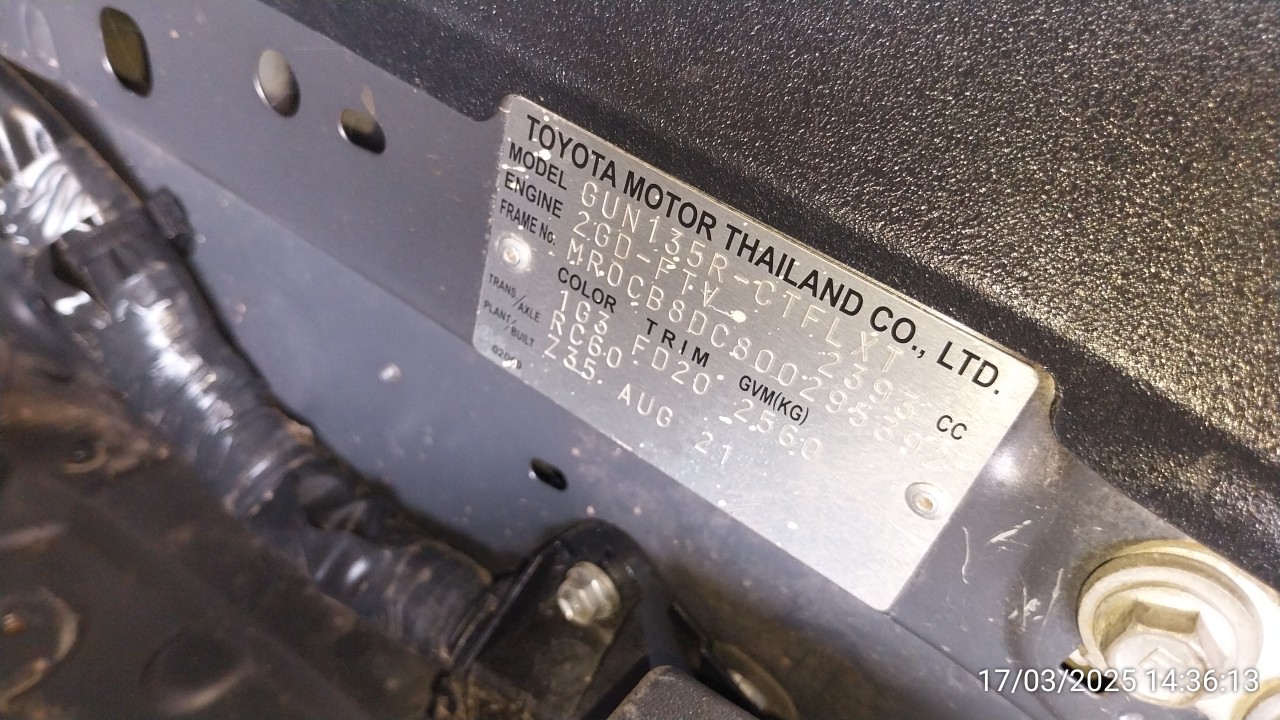 TOYOTA MOTOR THAILAND CO., LTD.
MODEL GUN135R-CTFLXT
ENGINE 2GD-FTV 2393 CC
FRAME No. MR0CB8DC800295392
COLOR TRIM GVM(KG)
1G3 FD20 2560
TRANS/AXLE RC60
PLANT/BUILT Z35 AUG 21
17/03/2025 14:36:13